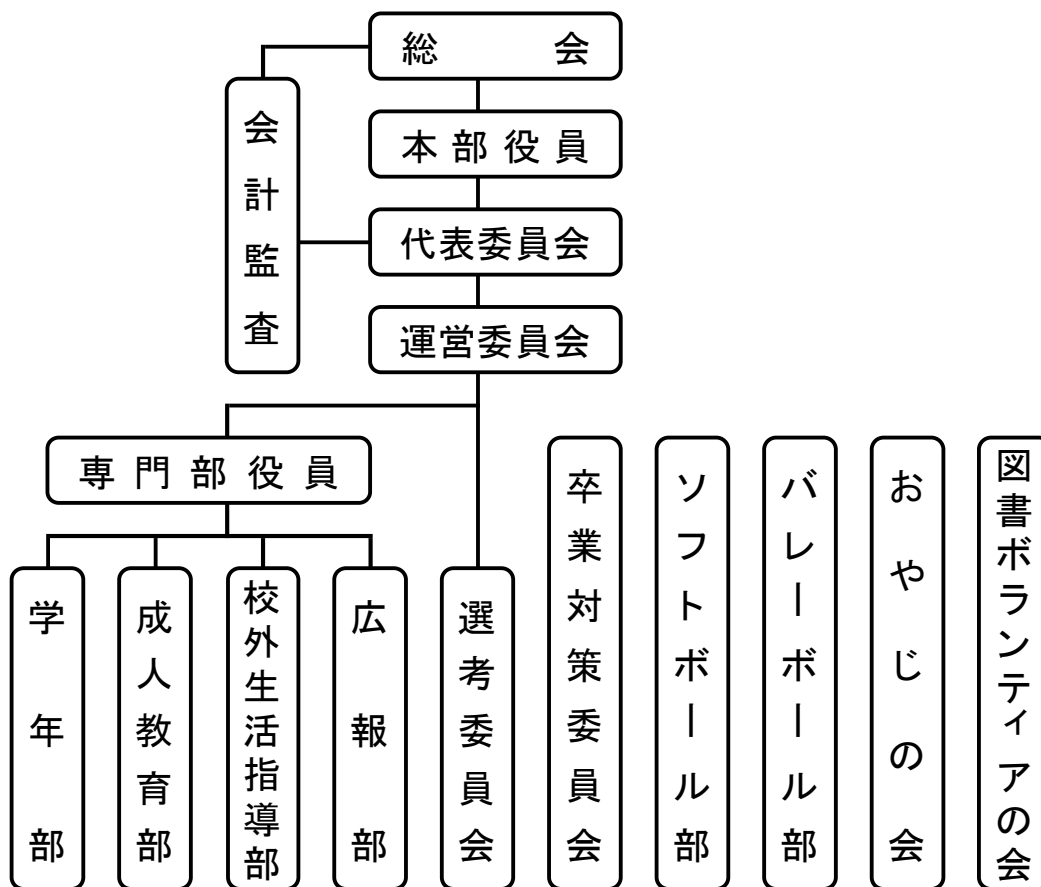 総会
会計監査
本部役員
代表委員会
運営委員会
専門部役員
学年部
成人教育部
校外生活指導部
広報部
選考委員会
卒業対策委員会
ソフトボール部
バレーボール部
おやじの会
図書ボランティアの会